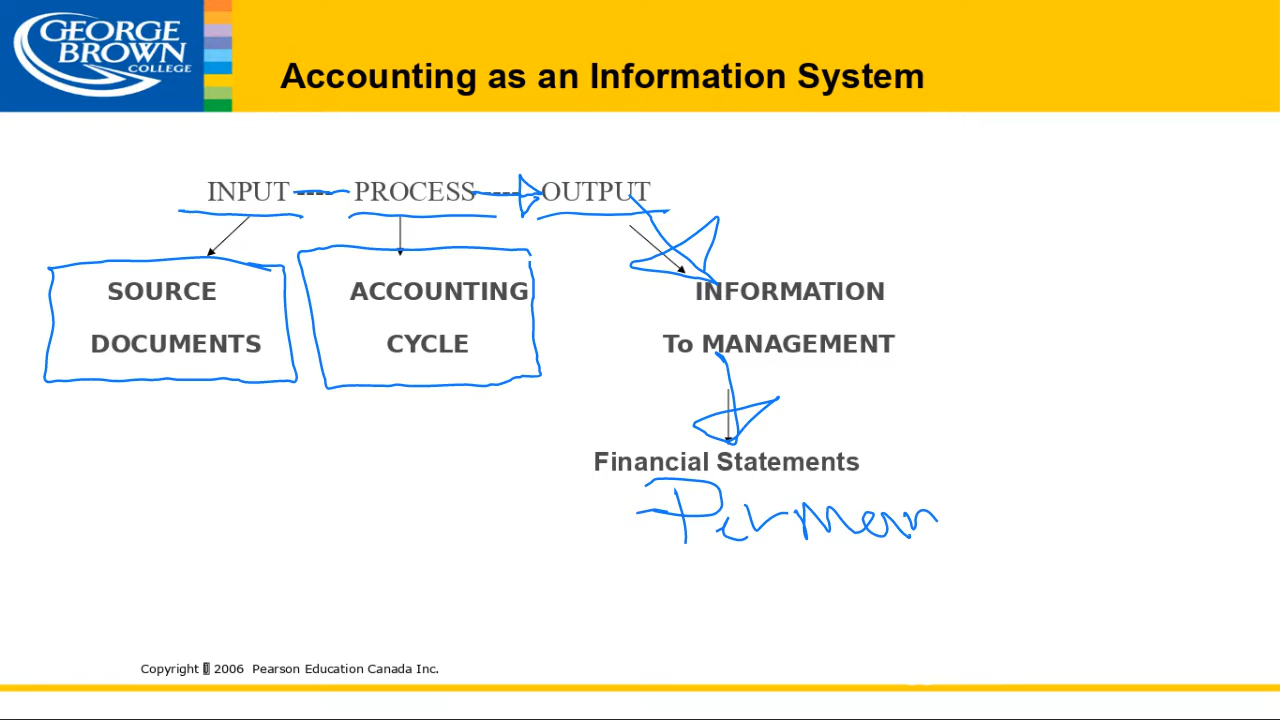 GEORGE
BROWN
COLLEGE
Accounting as an Information System
INPUT ---- PROCESS ----- OUTPUT
SOURCE
DOCUMENTS
ACCOUNTING
CYCLE
INFORMATION
To MANAGEMENT
Financial Statements
Copyright 2006 Pearson Education Canada Inc.